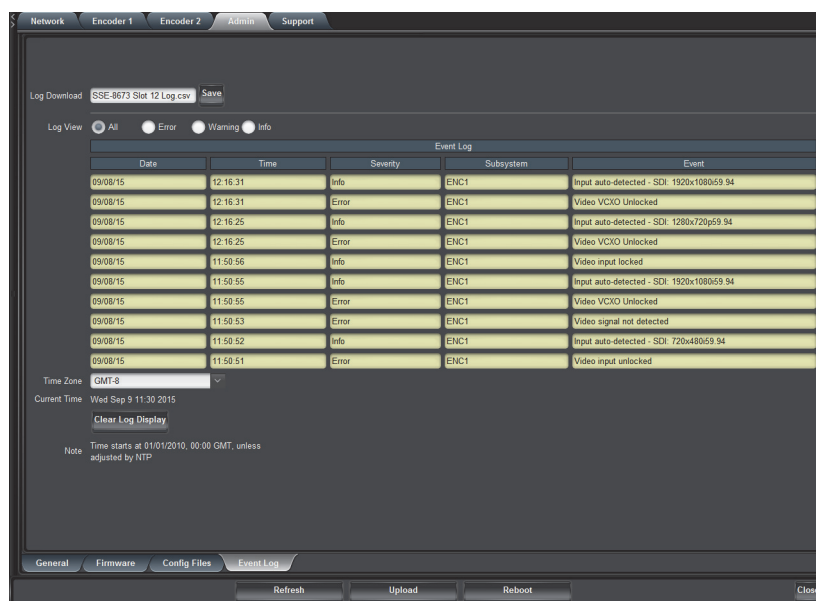 Network Encoder 1 Encoder 2 Admin Support
Log Download SSE-8673 Slot 12 Log.csv Save
Log View All Error Warning Info
Event Log
Date Time Severity Subsystem Event
09/08/15 12:16:31 Info ENC1 Input auto-detected - SDI: 1920x1080i59.94
09/08/15 12:16:31 Error ENC1 Video VCXO Unlocked
09/08/15 12:16:25 Info ENC1 Input auto-detected - SDI: 1280x720p59.94
09/08/15 12:16:25 Error ENC1 Video VCXO Unlocked
09/08/15 11:50:56 Info ENC1 Video input locked
09/08/15 11:50:55 Info ENC1 Input auto-detected - SDI: 1920x1080i59.94
09/08/15 11:50:55 Error ENC1 Video VCXO Unlocked
09/08/15 11:50:53 Error ENC1 Video signal not detected
09/08/15 11:50:52 Info ENC1 Input auto-detected - SDI: 720x480i59.94
09/08/15 11:50:51 Error ENC1 Video input unlocked
Time Zone GMT-8
Current Time Wed Sep 9 11:30 2015
Clear Log Display
Note Time starts at 01/01/2010, 00:00 GMT, unless
adjusted by NTP
General Firmware Config Files Event Log
Refresh Upload Reboot Close